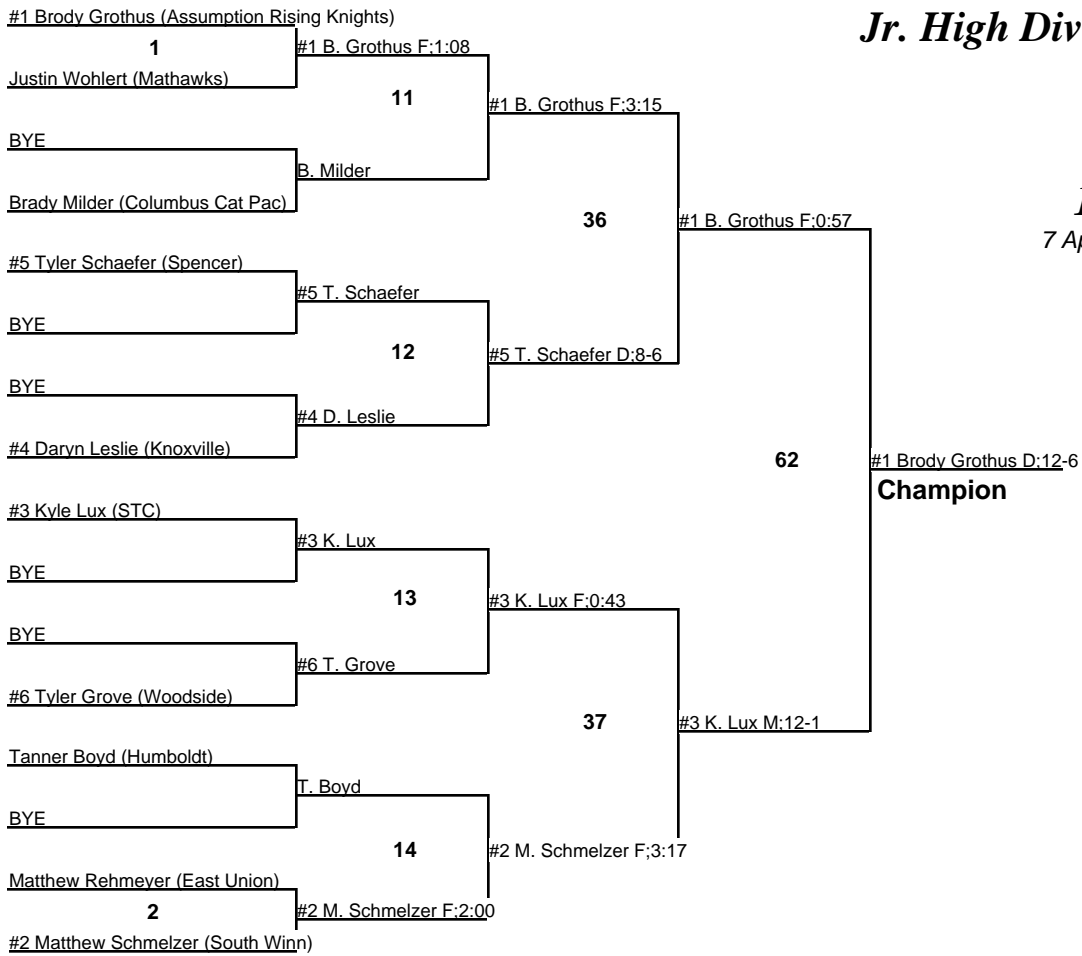 #1 Brody Grothus (Assumption Rising Knights)
Jr. High Div
1
#1 B. Grothus F;1:08
Justin Wohlert (Mathawks)
11
#1 B. Grothus F;3:15
BYE
B. Milder
Brady Milder (Columbus Cat Pac)
36
#1 B. Grothus F;0:57
7 Ap
#5 Tyler Schaefer (Spencer)
#5 T. Schaefer
BYE
12
#5 T. Schaefer D;8-6
BYE
#4 D. Leslie
#4 Daryn Leslie (Knoxville)
62
#1 Brody Grothus D;12-6
Champion
#3 Kyle Lux (STC)
#3 K. Lux
BYE
13
#3 K. Lux F;0:43
BYE
#6 T. Grove
#6 Tyler Grove (Woodside)
37
#3 K. Lux M;12-1
Tanner Boyd (Humboldt)
T. Boyd
BYE
14
#2 M. Schmelzer F;3:17
Matthew Rehmeyer (East Union)
2
#2 M. Schmelzer F;2:00
#2 Matthew Schmelzer (South Winn)